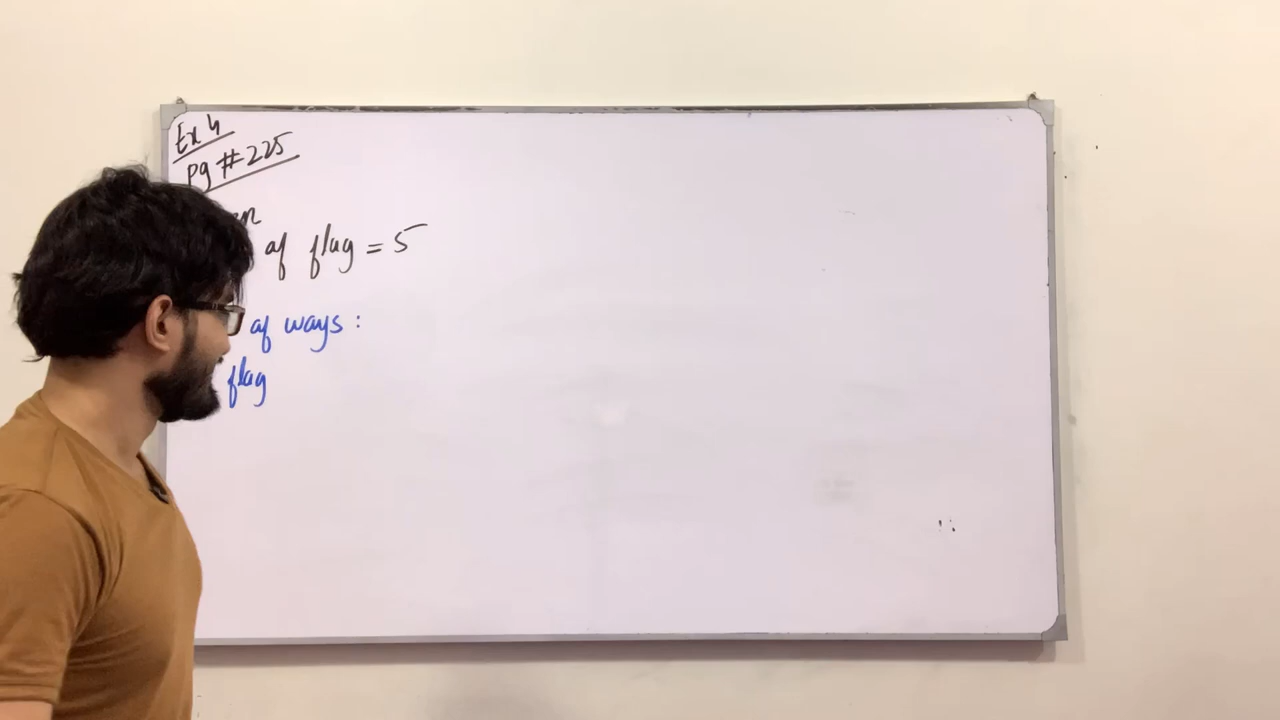 Ex 4
Pg # 225
of flag = 5
of ways :
flag